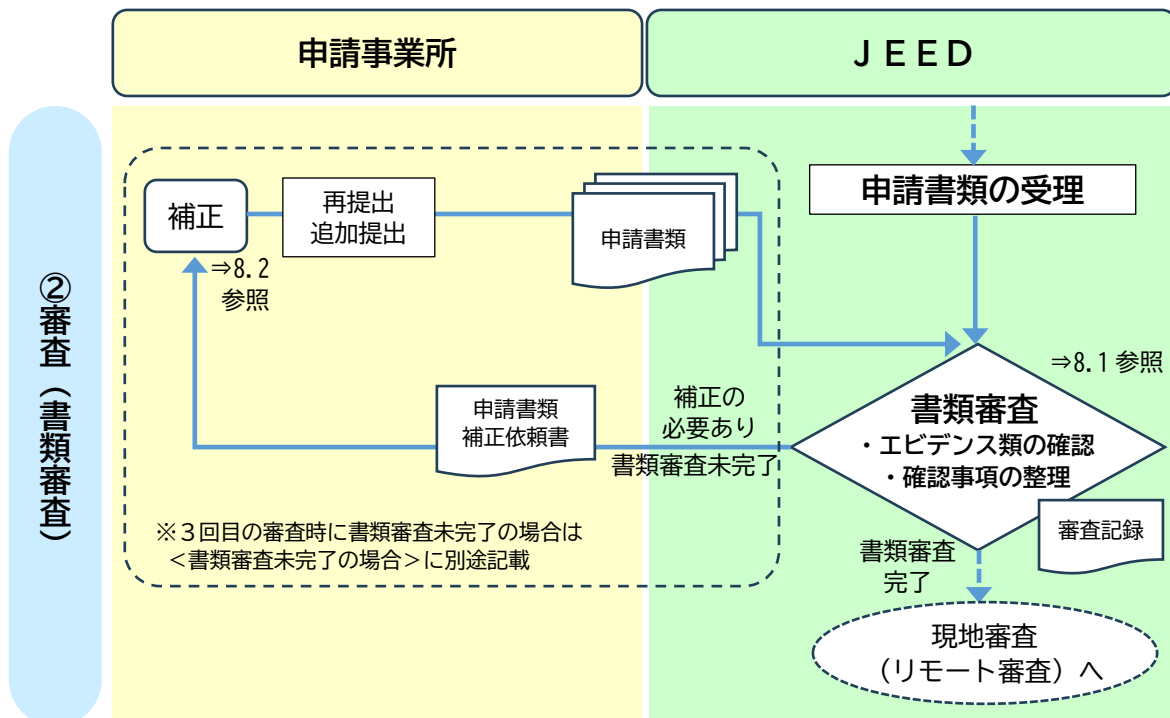 申請事業所
ＪＥＥＤ
②審査（書類審査）
申請書類の受理
補正
再提出
追加提出
申請書類
⇒8.2
参照
⇒8.1 参照
書類審査
・エビデンス類の確認
・確認事項の整理
補正の
必要あり
書類審査未完了
申請書類
補正依頼書
審査記録
※３回目の審査時に書類審査未完了の場合は
＜書類審査未完了の場合＞に別途記載
書類審査
完了
現地審査
（リモート審査）へ